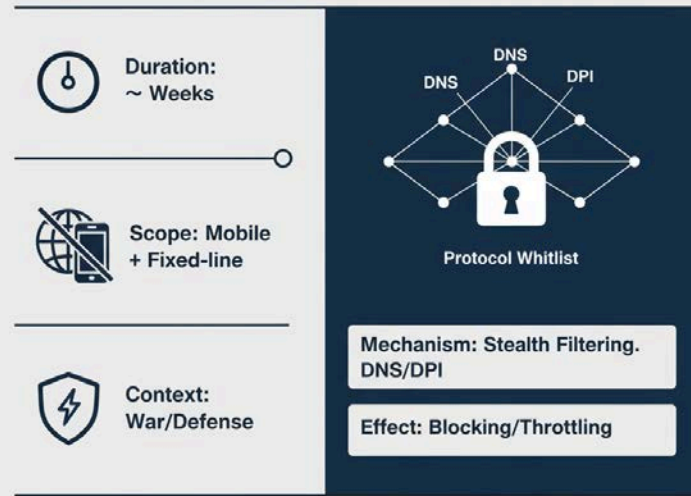 Duration:
~ Weeks
Scope: Mobile
+ Fixed-line
Context:
War/Defense
DNS
DNS
DPI
Protocol Whitlist
Mechanism: Stealth Filtering.
DNS/DPI
Effect: Blocking/Throttling